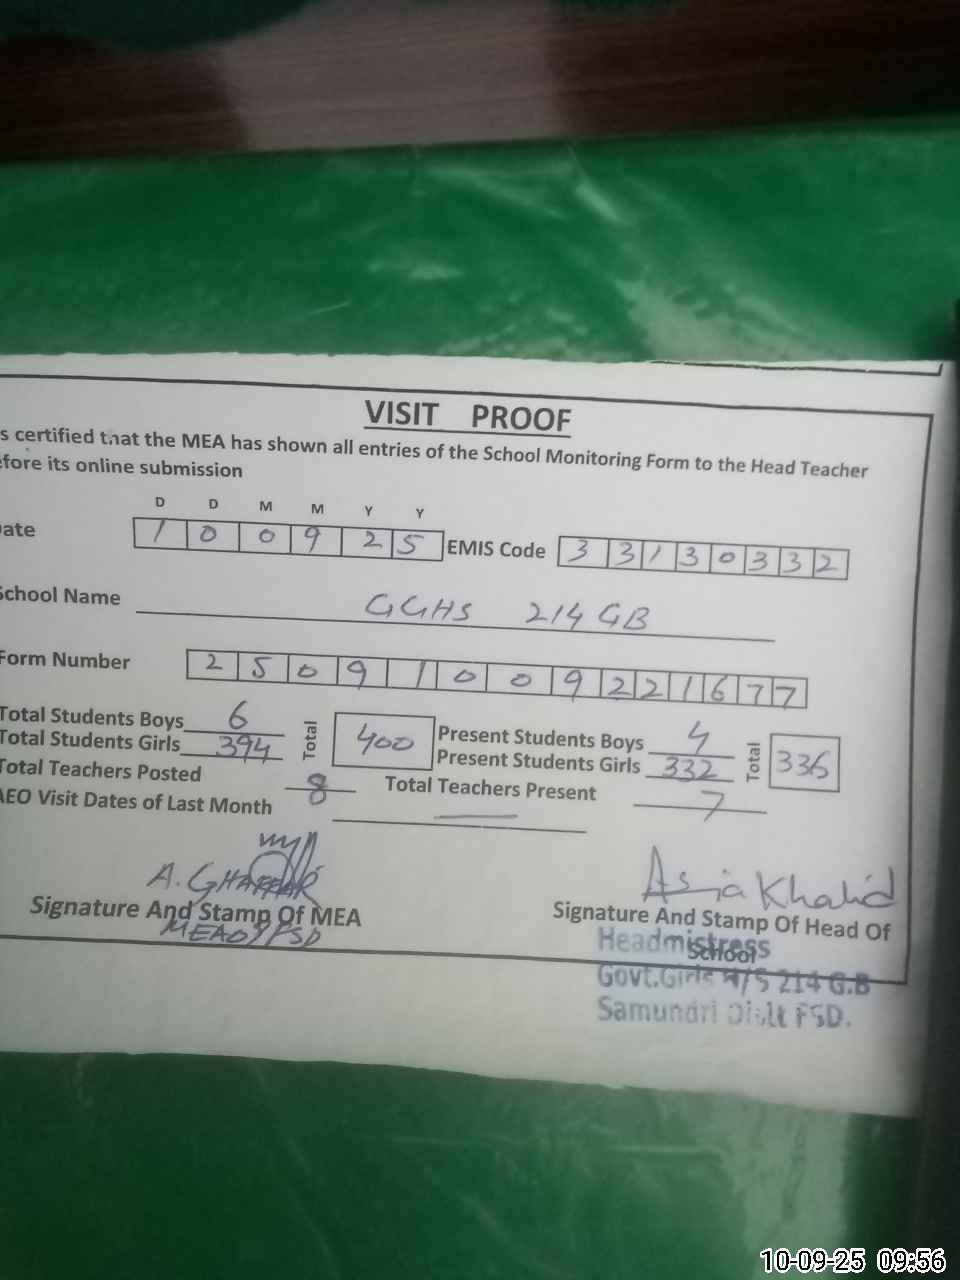 VISIT PROOF
s certified that the MEA has shown all entries of the School Monitoring Form to the Head Teacher
efore its online submission
D D M M Y Y
ate 1 0 0 9 2 5 EMIS Code 3 3 1 3 0 3 3 2
School Name GGHS 214 GB
Form Number 2 5 0 9 1 0 0 9 2 2 1 6 7 7
Total Students Boys 6 Total 400 Present Students Boys 4 Total 336
Total Students Girls 394 Present Students Girls 332
Total Teachers Posted 8 Total Teachers Present 7
AEO Visit Dates of Last Month —
A. GHAFFAR Asia Khalid
Signature And Stamp Of MEA Signature And Stamp Of Head Of
School
Headmistress
Govt.Girls H/S 214 G.B
Samundri Distt FSD.
10-09-25 09:56